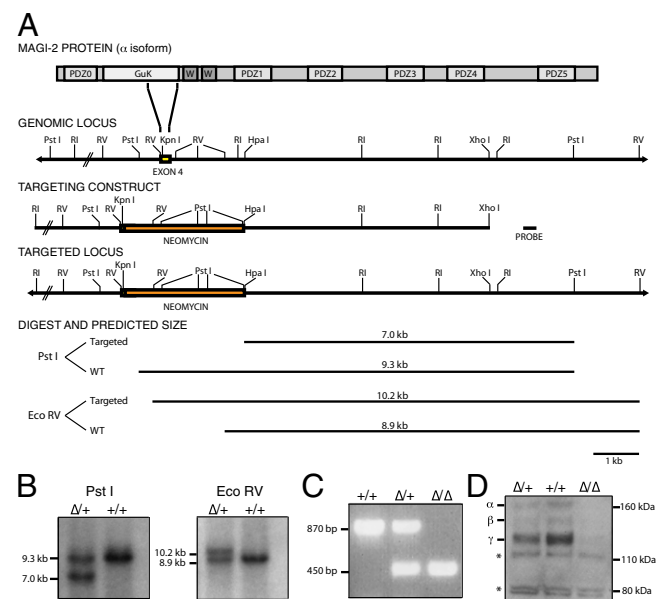 A
MAGI-2 PROTEIN (α isoform)
PDZ0 GuK W W PDZ1 PDZ2 PDZ3 PDZ4 PDZ5
GENOMIC LOCUS
Pst I RI RV Pst I RV Kpn I RV RI Hpa I RI RI Xho I RI Pst I RV
EXON 4
TARGETING CONSTRUCT
RI RV Pst I RV Kpn I RV Pst I Hpa I RI RI Xho I
NEOMYCIN
PROBE
TARGETED LOCUS
RI RV Pst I RV Kpn I RV Pst I Hpa I RI RI Xho I RI Pst I RV
NEOMYCIN
DIGEST AND PREDICTED SIZE
Pst I
Targeted 7.0 kb
WT 9.3 kb
Eco RV
Targeted 10.2 kb
WT 8.9 kb
1 kb
B
Pst I
Δ/+ +/+
9.3 kb
7.0 kb
Eco RV
Δ/+ +/+
10.2 kb
8.9 kb
C
+/+ Δ/+ Δ/Δ
870 bp
450 bp
D
Δ/+ +/+ Δ/Δ
α
β
γ
*
*
160 kDa
110 kDa
80 kDa